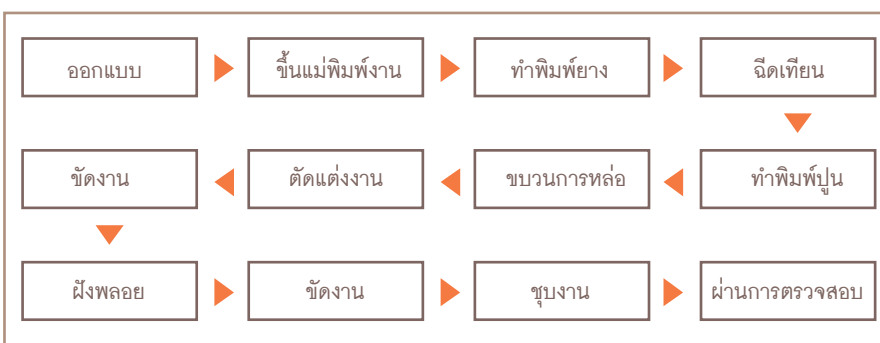 ออกแบบ
ขึ้นแม่พิมพ์งาน
ทำพิมพ์ยาง
ฉีดเทียน
ทำพิมพ์ปูน
ขบวนการหล่อ
ตัดแต่งงาน
ขัดงาน
ฝังพลอย
ขัดงาน
ชุบงาน
ผ่านการตรวจสอบ